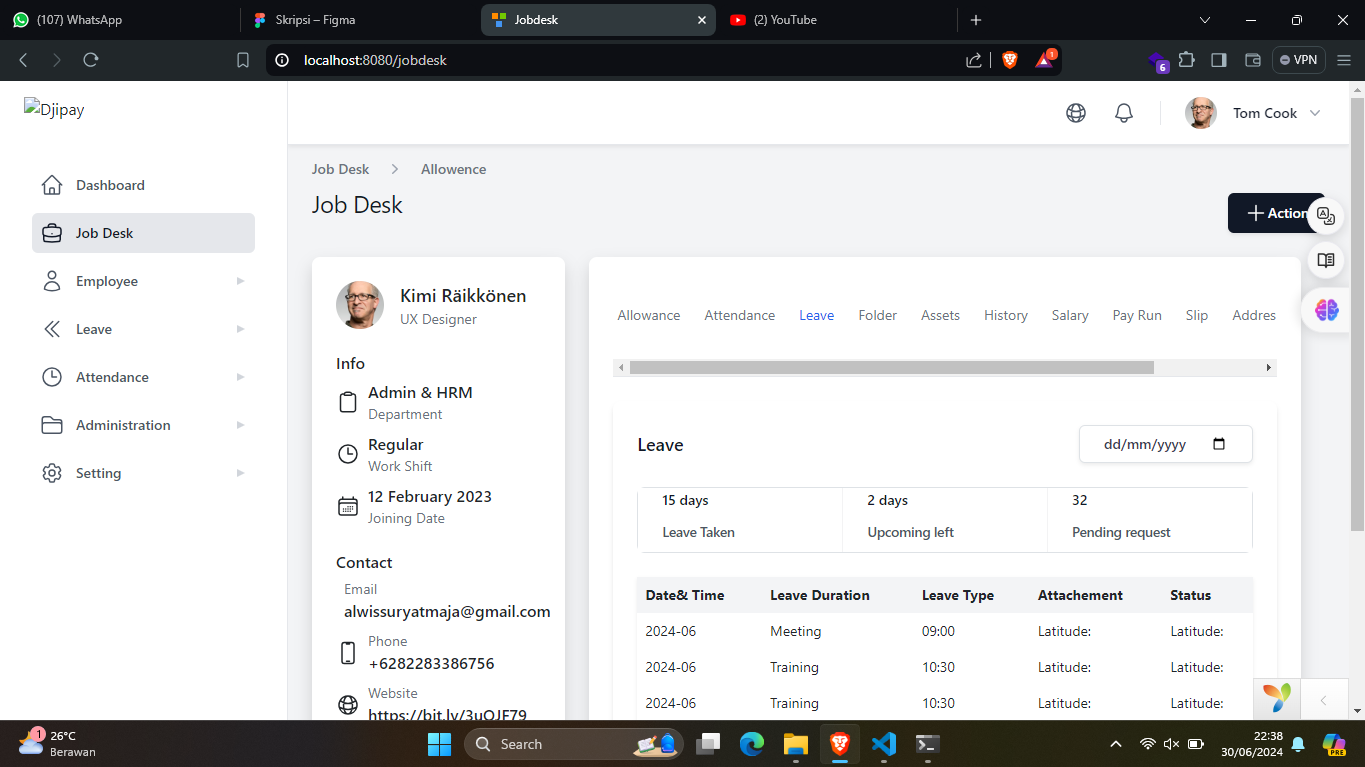 (107) WhatsApp
Skripsi – Figma
Jobdesk
(2) YouTube
localhost:8080/jobdesk
1
6
VPN
Djipay
Tom Cook
Dashboard
Job Desk
Employee
Leave
Attendance
Administration
Setting
Job Desk
Allowence
Job Desk
Action
Kimi Räikkönen
UX Designer
Info
Admin & HRM
Department
Regular
Work Shift
12 February 2023
Joining Date
Contact
Email
alwissuryatmaja@gmail.com
Phone
+6282283386756
Website
https://bit.ly/3uOJF79
Allowance Attendance Leave Folder Assets History Salary Pay Run Slip Addres
Leave
dd/mm/yyyy
15 days 2 days 32
Leave Taken Upcoming left Pending request
Date& Time Leave Duration Leave Type Attachement Status
2024-06 Meeting 09:00 Latitude: Latitude:
2024-06 Training 10:30 Latitude: Latitude:
2024-06 Training 10:30 Latitude: Latitude:
1
26°C
Berawan
Search
22:38
30/06/2024
PRE